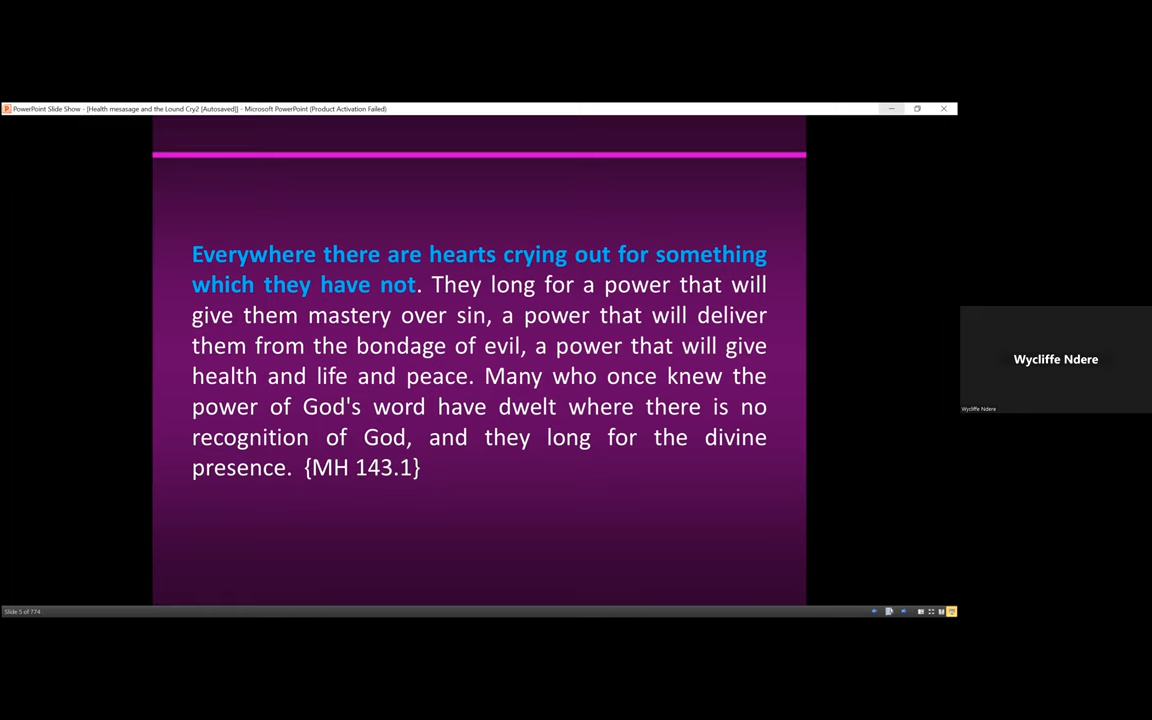 PowerPoint Slide Show - [Health mesasage and the Lound Cry2 [Autosaved]] - Microsoft PowerPoint (Product Activation Failed)
Everywhere there are hearts crying out for something
which they have not. They long for a power that will
give them mastery over sin, a power that will deliver
them from the bondage of evil, a power that will give
health and life and peace. Many who once knew the
power of God's word have dwelt where there is no
recognition of God, and they long for the divine
presence. {MH 143.1}
Wycliffe Ndere
Wycliffe Ndere
Slide 5 of 774